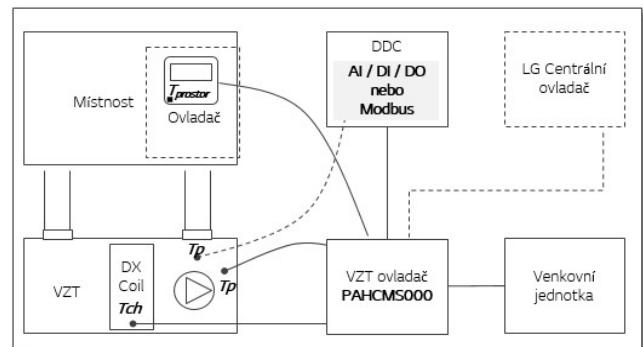 Místnost
Tprostor
Ovladač
DDC
AI / DI / DO
nebo
Modbus
LG Centrální
ovladač
VZT
DX
Coil
Tch
Tp
Tp
VZT ovladač
PAHCMS000
Venkovní
jednotka